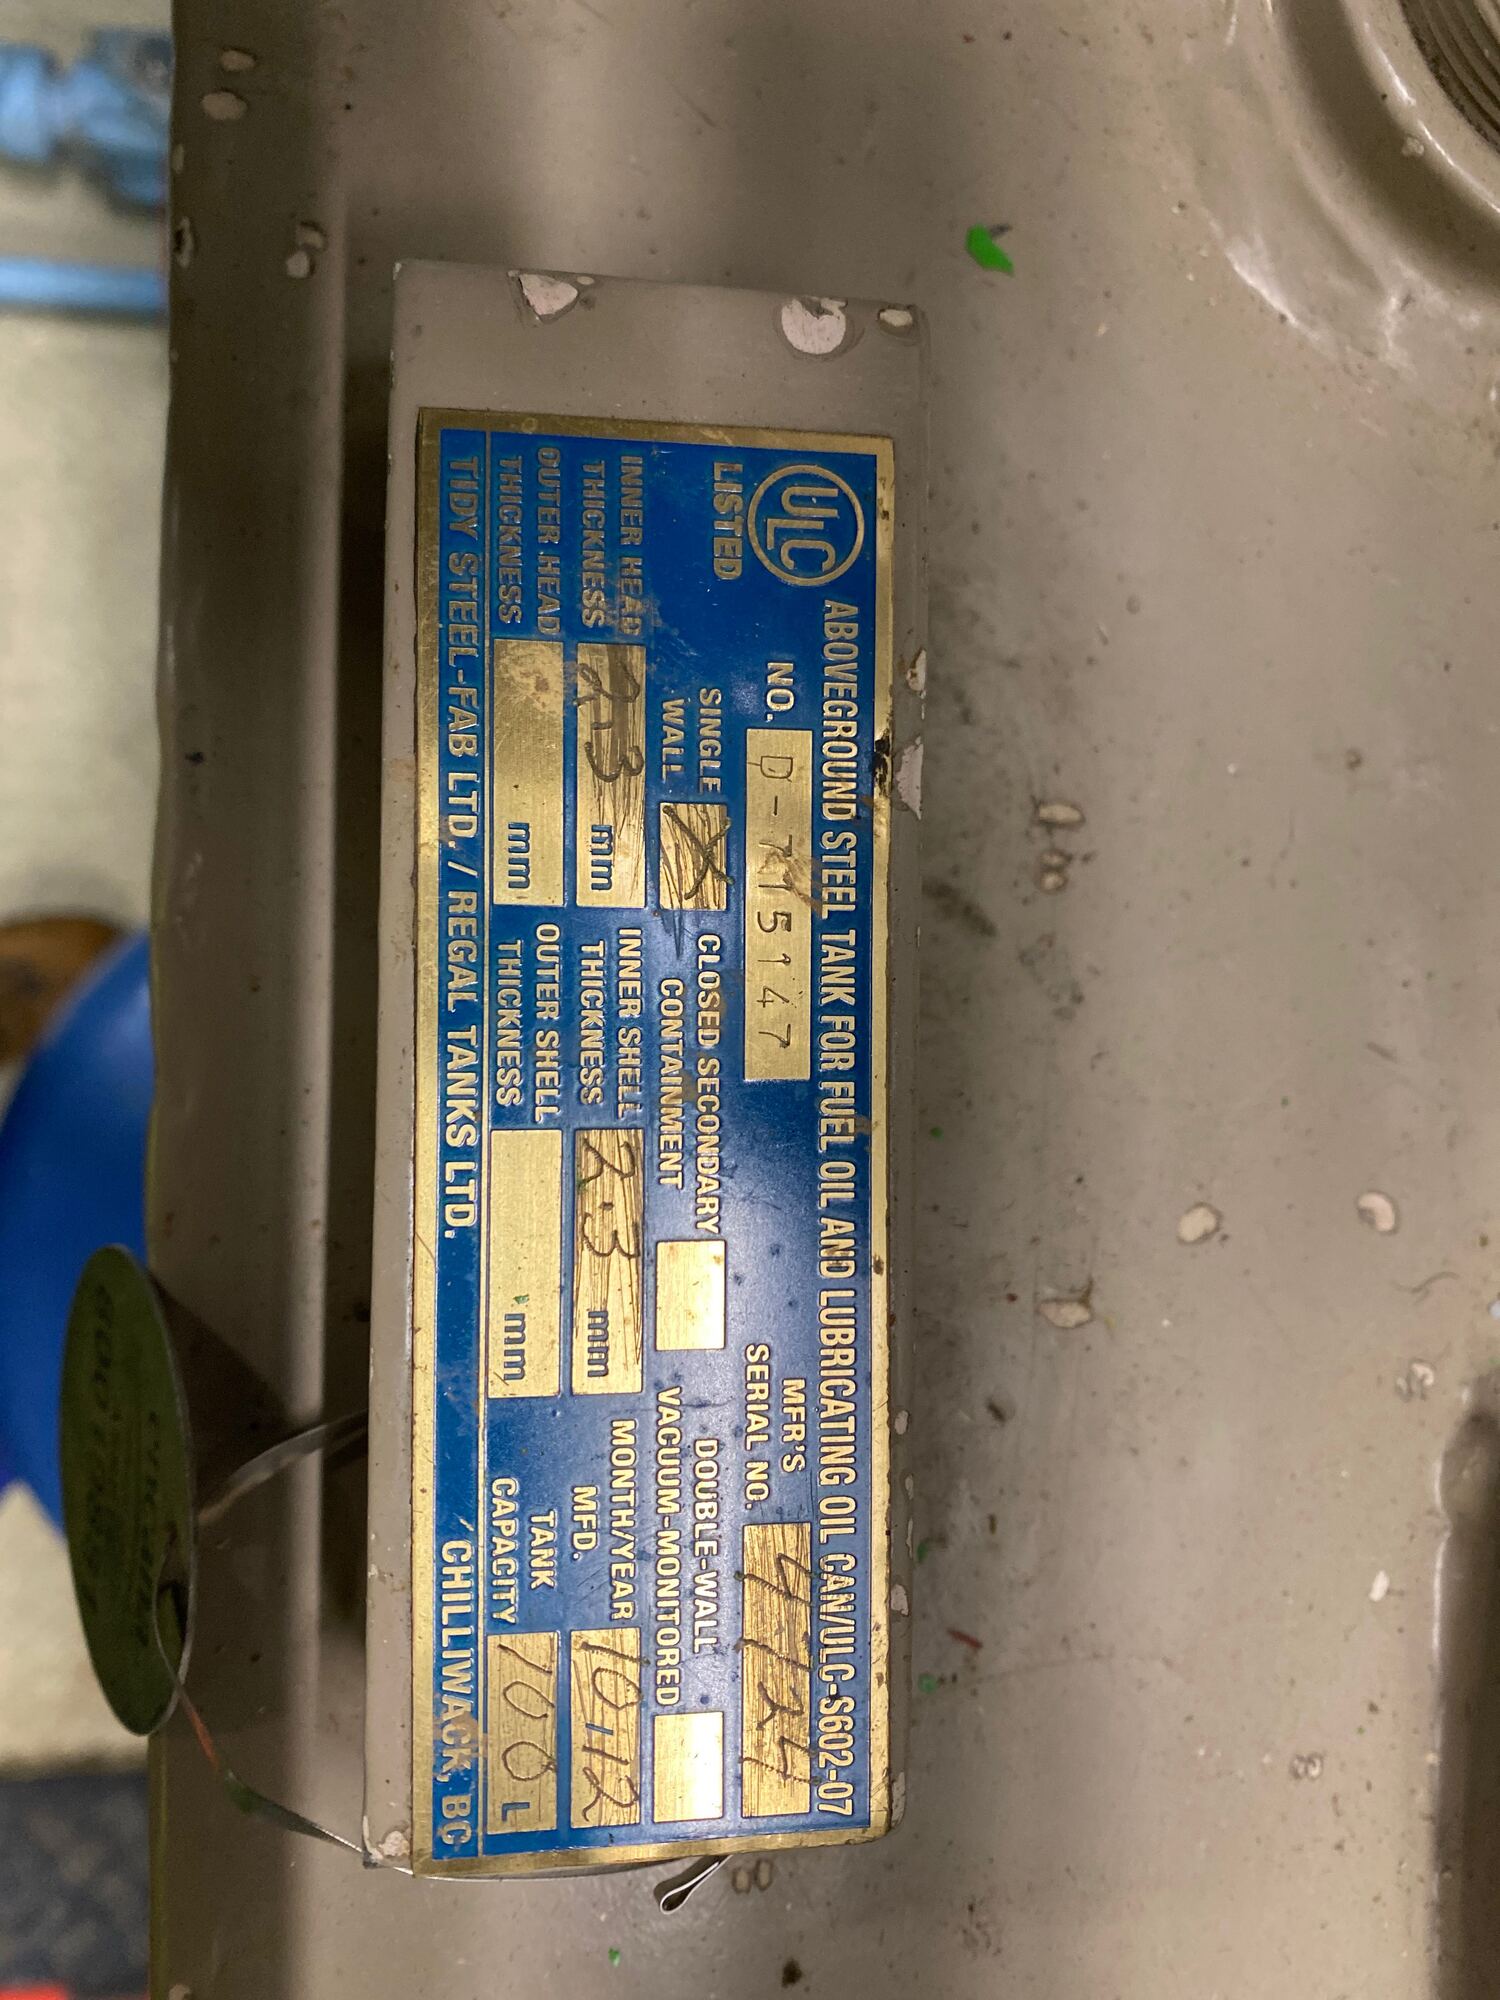 ABOVEGROUND STEEL TANK FOR FUEL OIL AND LUBRICATING OIL CAN/ULC-S602-07
ULC
LISTED
NO. D-715147
MFR'S
SERIAL NO. 4124
SINGLE
WALL X
CLOSED SECONDARY
CONTAINMENT
DOUBLE-WALL
VACUUM-MONITORED
INNER HEAD
THICKNESS 2.3 mm
INNER SHELL
THICKNESS 2.3 mm
MONTH/YEAR
MFD. 10-12
OUTER HEAD
THICKNESS mm
OUTER SHELL
THICKNESS mm
TANK
CAPACITY 100 L
TIDY STEEL-FAB LTD. / REGAL TANKS LTD. CHILLIWACK, BC